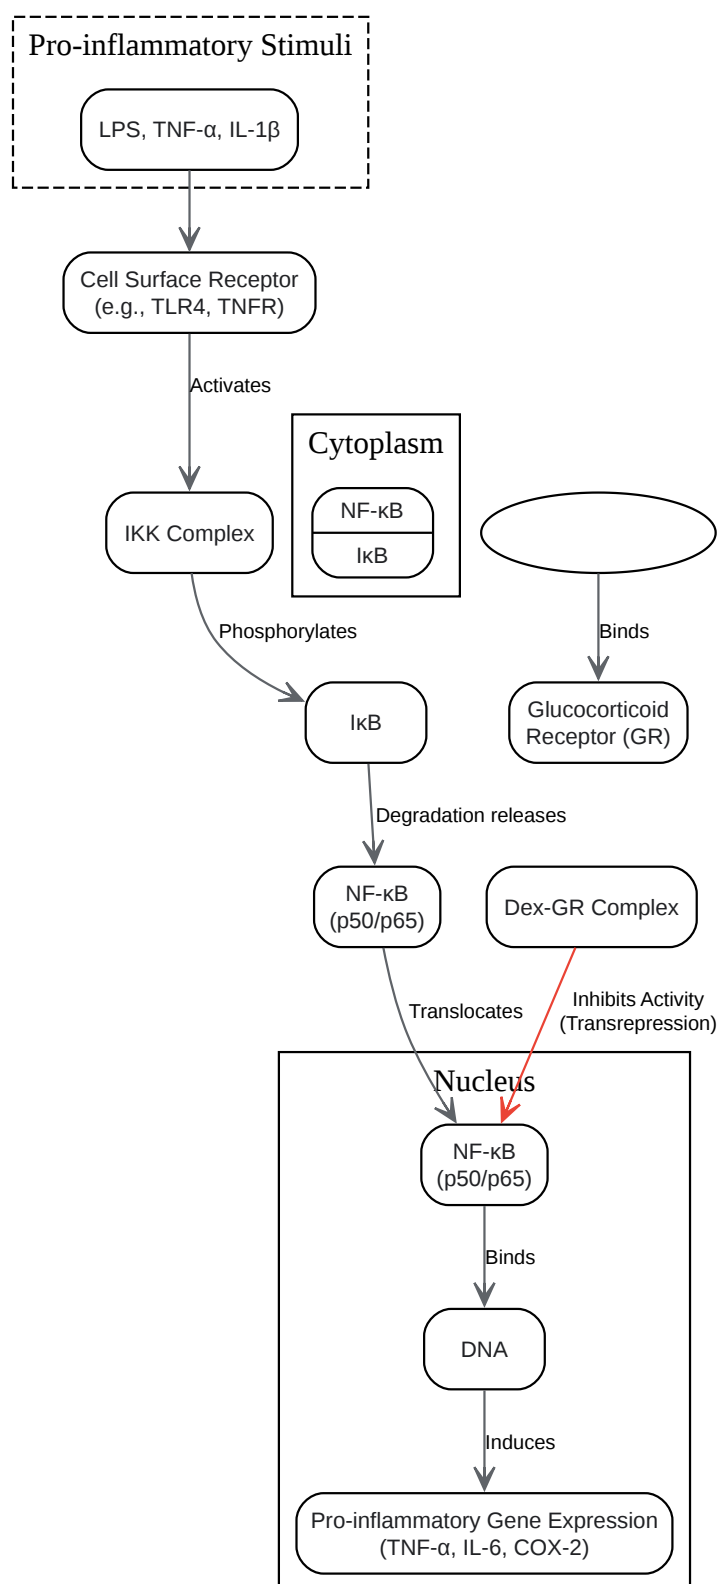 Pro-inflammatory Stimuli
LPS, TNF-α, IL-1β
Cell Surface Receptor
(e.g., TLR4, TNFR)
Activates
Cytoplasm
NF-κB
IκB
IKK Complex
Phosphorylates
Binds
IκB
Glucocorticoid
Receptor (GR)
Degradation releases
NF-κB
(p50/p65)
Dex-GR Complex
Translocates
Inhibits Activity
(Transrepression)
Nucleus
NF-κB
(p50/p65)
Binds
DNA
Induces
Pro-inflammatory Gene Expression
(TNF-α, IL-6, COX-2)